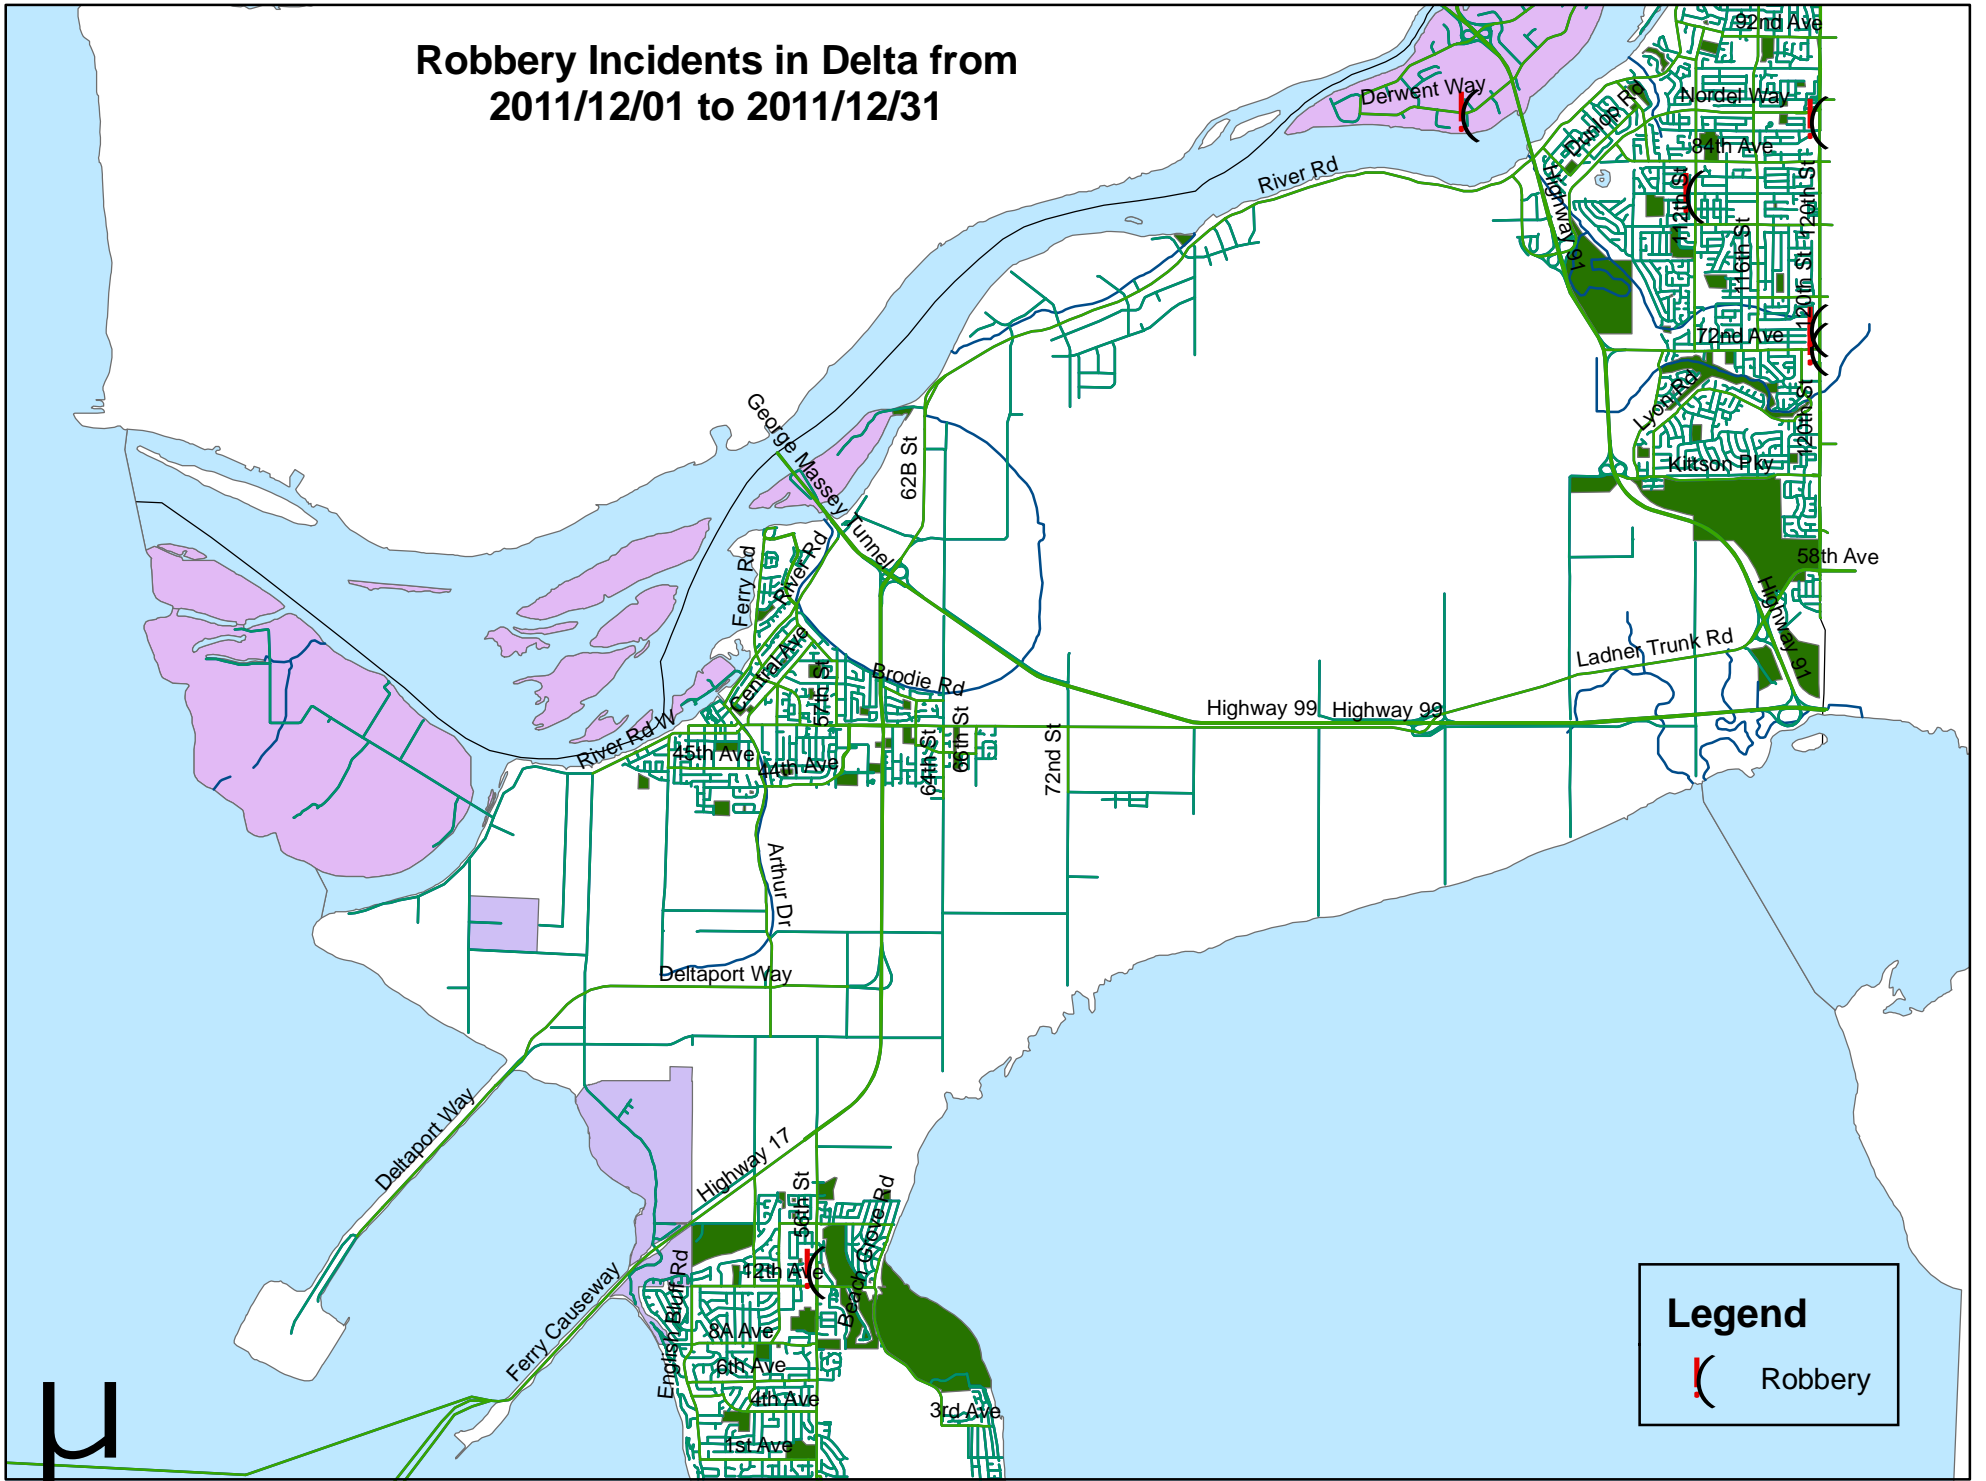 Robbery Incidents in Delta from
2011/12/01 to 2011/12/31
92nd Ave
Derwent Way
Nordel Way
Dunlop Rd
84th Ave
River Rd
Highway 91
112th St
120th St
116th St
120th St
72nd Ave
Lyon Rd
120th St
Kittson Pky
George Massey Tunnel
62B St
58th Ave
Ferry Rd
River Rd
Highway 91
Ladner Trunk Rd
Central Ave
57th St
Brodie Rd
Highway 99
Highway 99
River Rd W
45th Ave
44th Ave
64th St
66th St
72nd St
Arthur Dr
Deltaport Way
Deltaport Way
Highway 17
56th St
Beach Grove Rd
12th Ave
English Bluff Rd
Ferry Causeway
8A Ave
6th Ave
4th Ave
3rd Ave
1st Ave
Legend
Robbery
µ